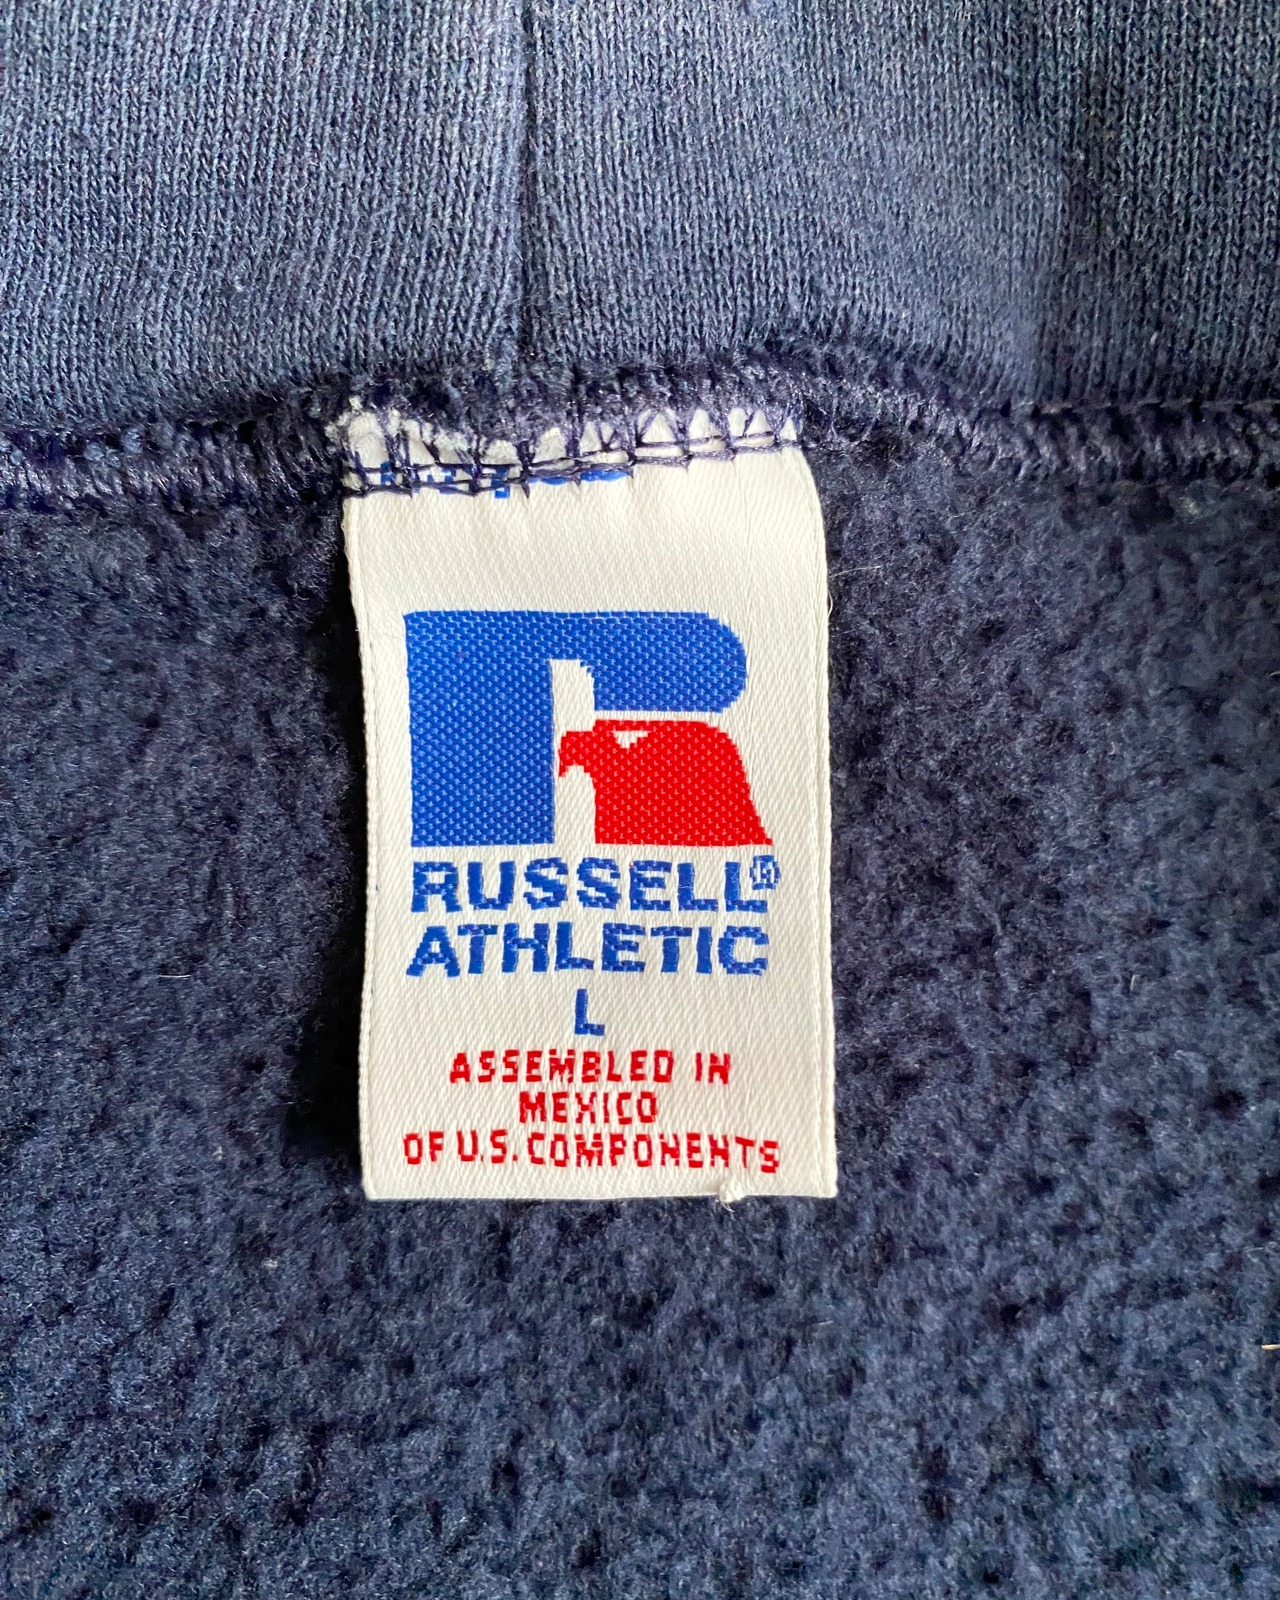 RUSSELL®
ATHLETIC
L
ASSEMBLED IN
MEXICO
OF U.S. COMPONENTS